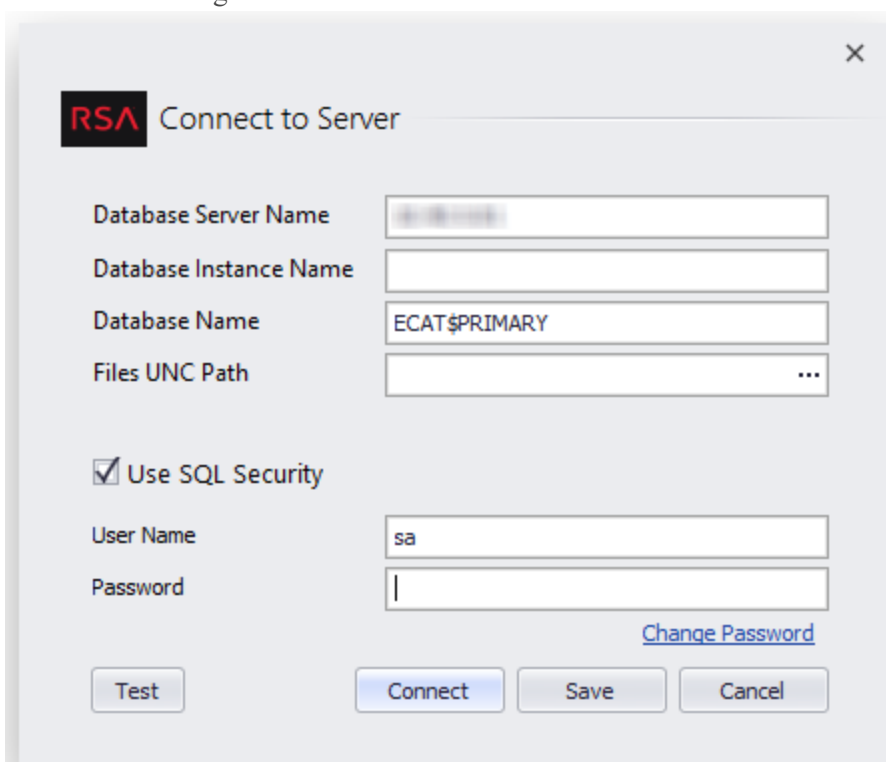 RSA Connect to Server
Database Server Name
Database Instance Name
Database Name ECAT$PRIMARY
Files UNC Path ...
Use SQL Security
User Name sa
Password
Change Password
Test Connect Save Cancel